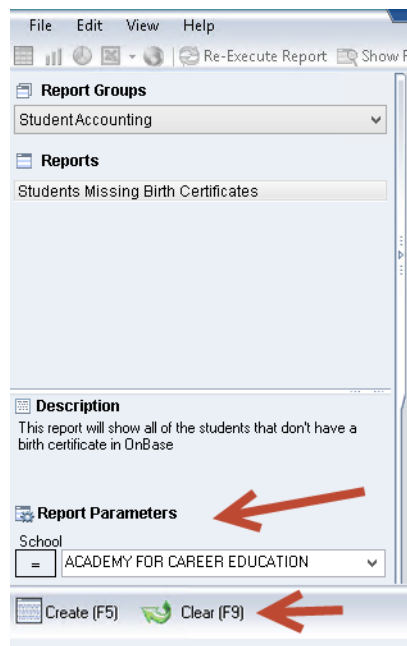 File Edit View Help
Re-Execute Report Show
Report Groups
StudentAccounting
Reports
Students Missing Birth Certificates
Description
This report will show all of the students that don't have a
birth certificate in OnBase
Report Parameters
School
= ACADEMY FOR CAREER EDUCATION
Create (F5) Clear (F9)